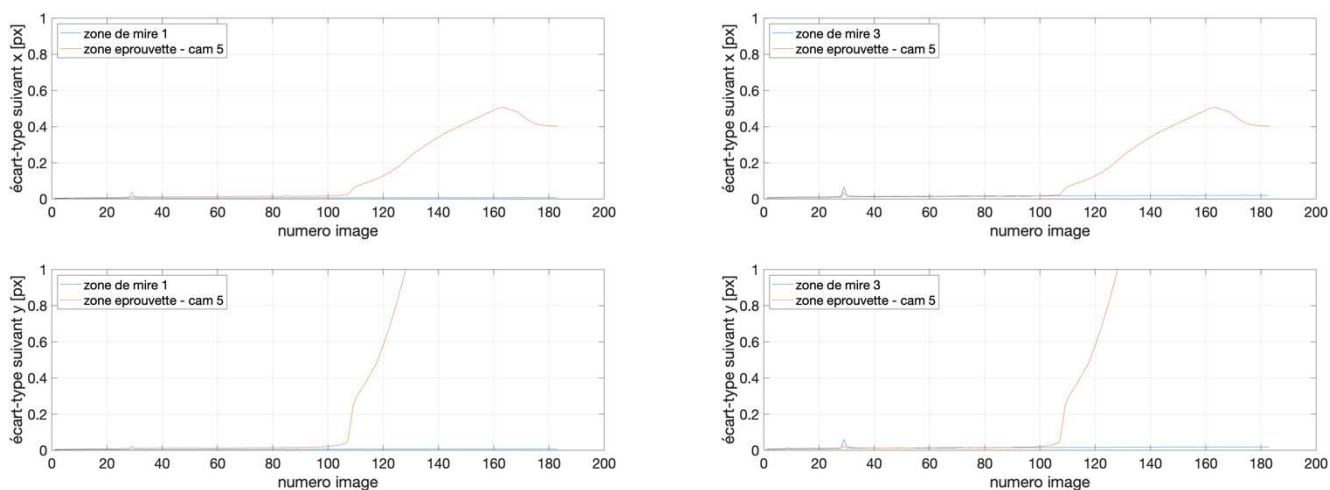 écart-type suivant x [px]
1
0.8
0.6
0.4
0.2
0
zone de mire 1
zone eprouvette - cam 5
0 20 40 60 80 100 120 140 160 180 200
numero image
écart-type suivant x [px]
1
0.8
0.6
0.4
0.2
0
zone de mire 3
zone eprouvette - cam 5
0 20 40 60 80 100 120 140 160 180 200
numero image
écart-type suivant y [px]
1
0.8
0.6
0.4
0.2
0
zone de mire 1
zone eprouvette - cam 5
0 20 40 60 80 100 120 140 160 180 200
numero image
écart-type suivant y [px]
1
0.8
0.6
0.4
0.2
0
zone de mire 3
zone eprouvette - cam 5
0 20 40 60 80 100 120 140 160 180 200
numero image